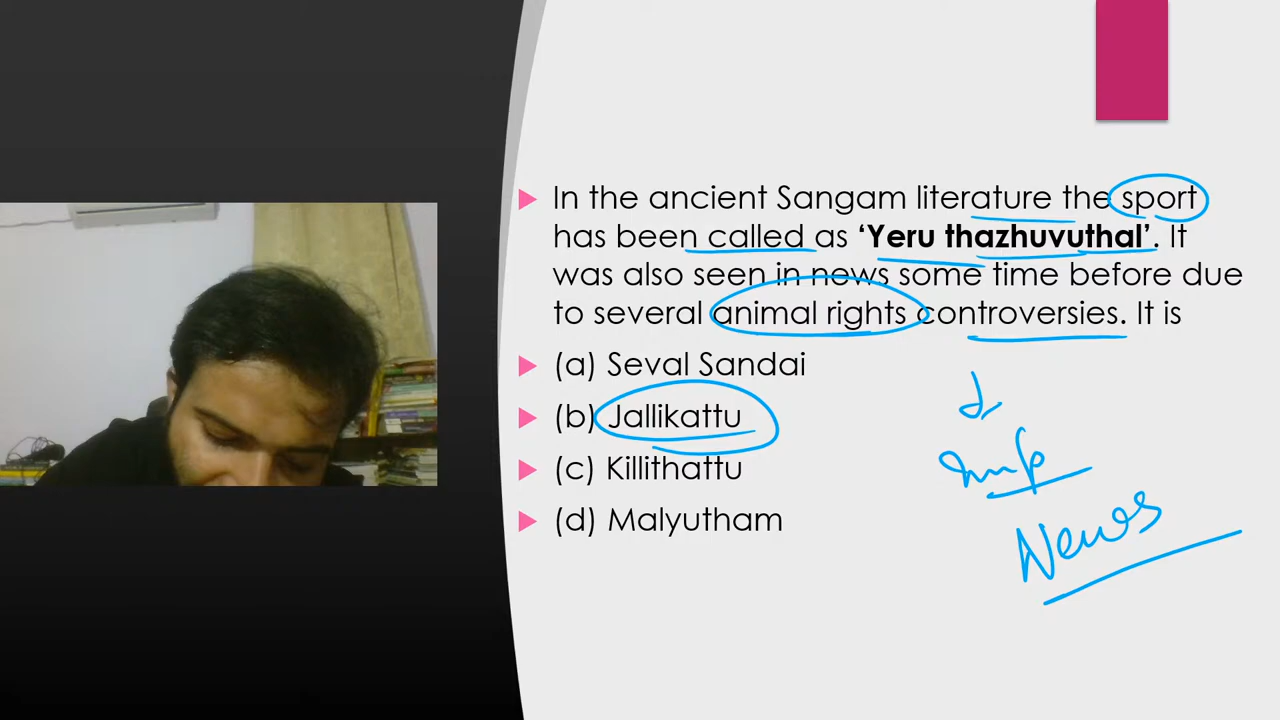 In the ancient Sangam literature the sport
has been called as ‘Yeru thazhuvuthal’. It
was also seen in news some time before due
to several animal rights controversies. It is
(a) Seval Sandai
(b) Jallikattu
(c) Killithattu
(d) Malyutham
Imp
News